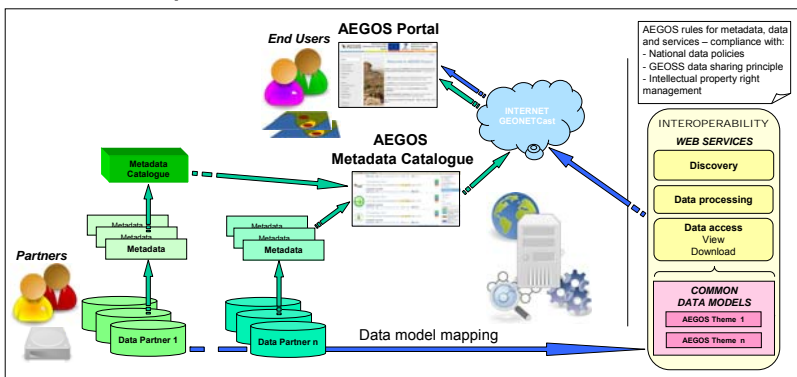 End Users
AEGOS Portal
INTERNET
GEONETCast
AEGOS rules for metadata, data
and services – compliance with:
- National data policies
- GEOSS data sharing principle
- Intellectual property right
management
INTEROPERABILITY
WEB SERVICES
Discovery
Data processing
Data access
View
Download
COMMON
DATA MODELS
AEGOS Theme 1
AEGOS Theme n
AEGOS
Metadata Catalogue
Metadata
Catalogue
Metadata
Metadata
Metadata
Metadata
Metadata
Metadata
Partners
Data Partner 1
Data Partner n
Data model mapping